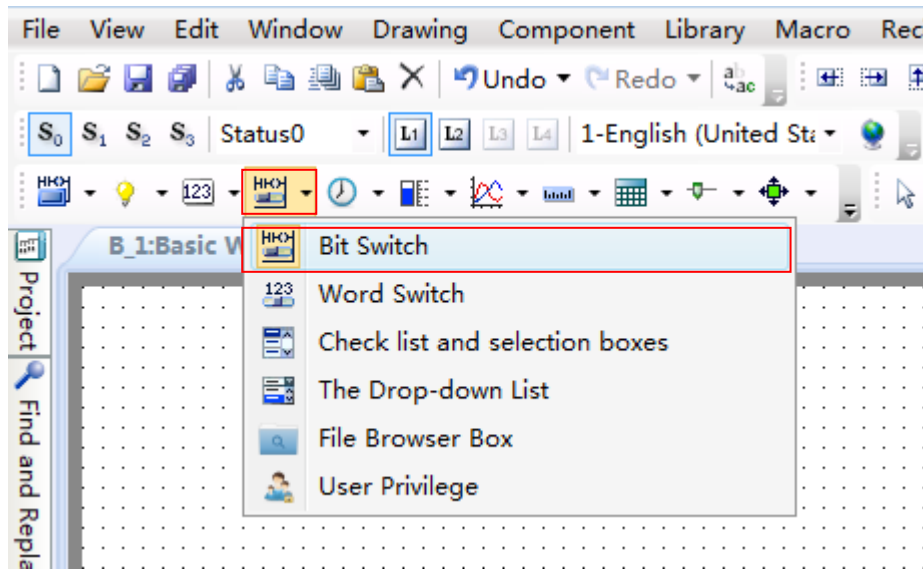 File View Edit Window Drawing Component Library Macro Rec
Undo Redo
S0 S1 S2 S3 Status0 L1 L2 L3 L4 1-English (United Sta
123
B_1:Basic W
Bit Switch
123 Word Switch
Check list and selection boxes
The Drop-down List
File Browser Box
User Privilege
Project
Find and Repla